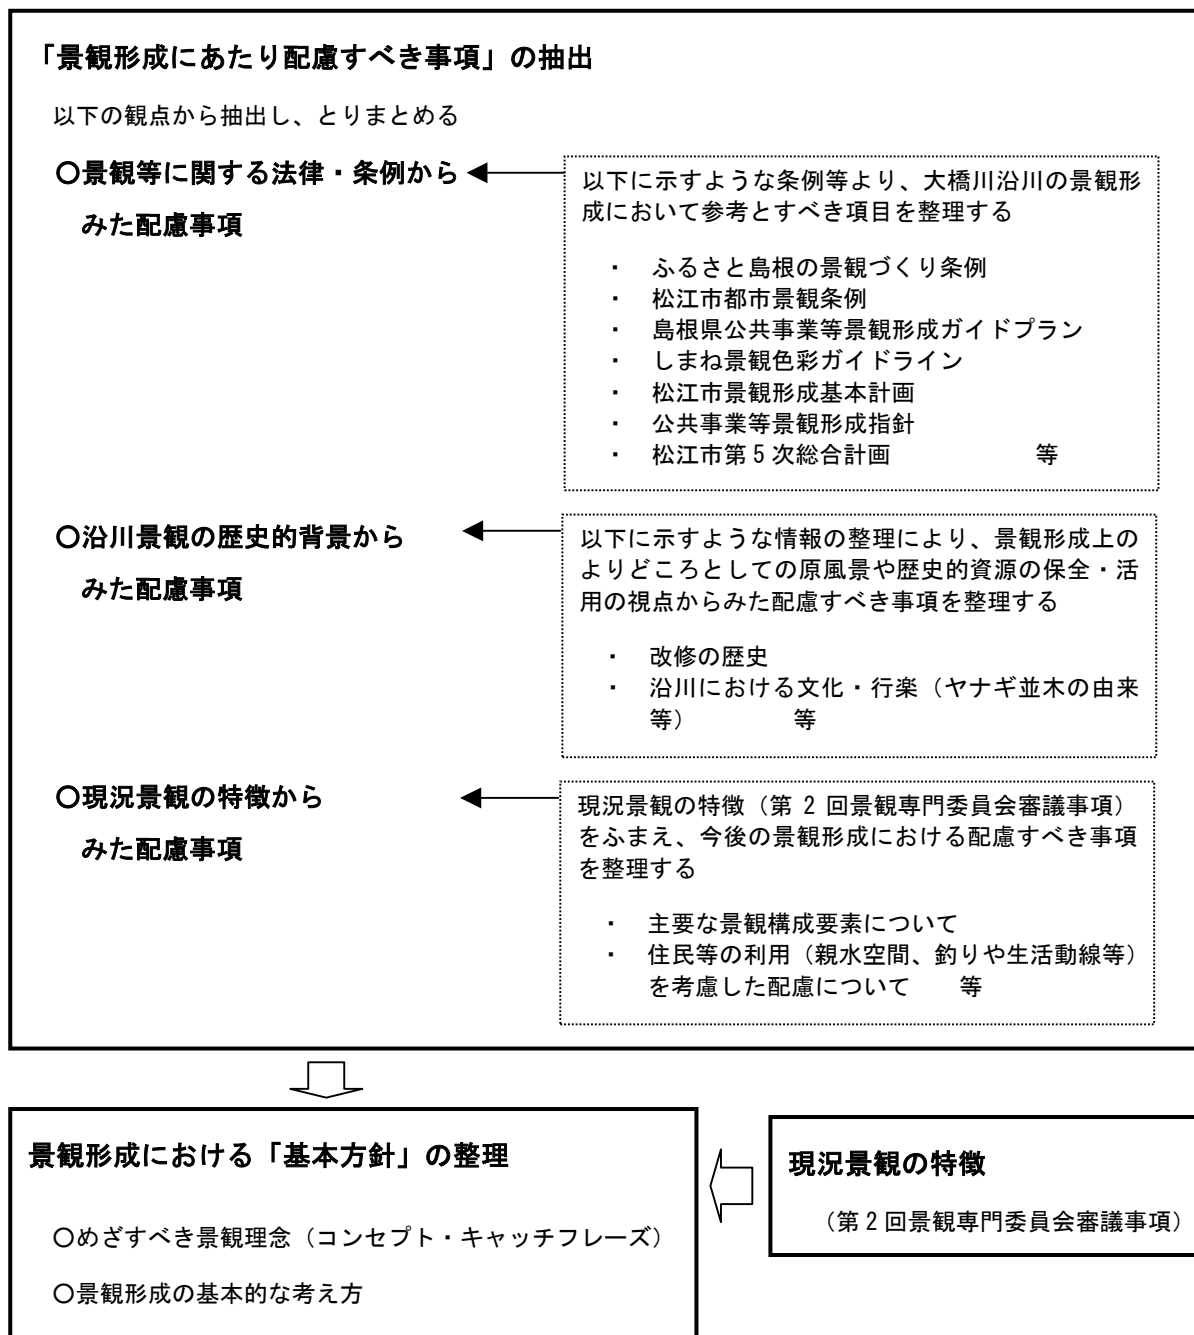 「景観形成にあたり配慮すべき事項」の抽出
以下の観点から抽出し、とりまとめる
〇景観等に関する法律・条例から
みた配慮事項
以下に示すような条例等より、大橋川沿川の景観形
成において参考とすべき項目を整理する
・ ふるさと島根の景観づくり条例
・ 松江市都市景観条例
・ 島根県公共事業等景観形成ガイドプラン
・ しまね景観色彩ガイドライン
・ 松江市景観形成基本計画
・ 公共事業等景観形成指針
・ 松江市第5次総合計画 等
〇沿川景観の歴史的背景から
みた配慮事項
以下に示すような情報の整理により、景観形成上の
よりどころとしての原風景や歴史的資源の保全・活
用の視点からみた配慮すべき事項を整理する
・ 改修の歴史
・ 沿川における文化・行楽（ヤナギ並木の由来
等） 等
〇現況景観の特徴から
みた配慮事項
現況景観の特徴（第2回景観専門委員会審議事項）
をふまえ、今後の景観形成における配慮すべき事項
を整理する
・ 主要な景観構成要素について
・ 住民等の利用（親水空間、釣りや生活動線等）
を考慮した配慮について 等
景観形成における「基本方針」の整理
〇めざすべき景観理念（コンセプト・キャッチフレーズ）
〇景観形成の基本的な考え方
現況景観の特徴
（第2回景観専門委員会審議事項）